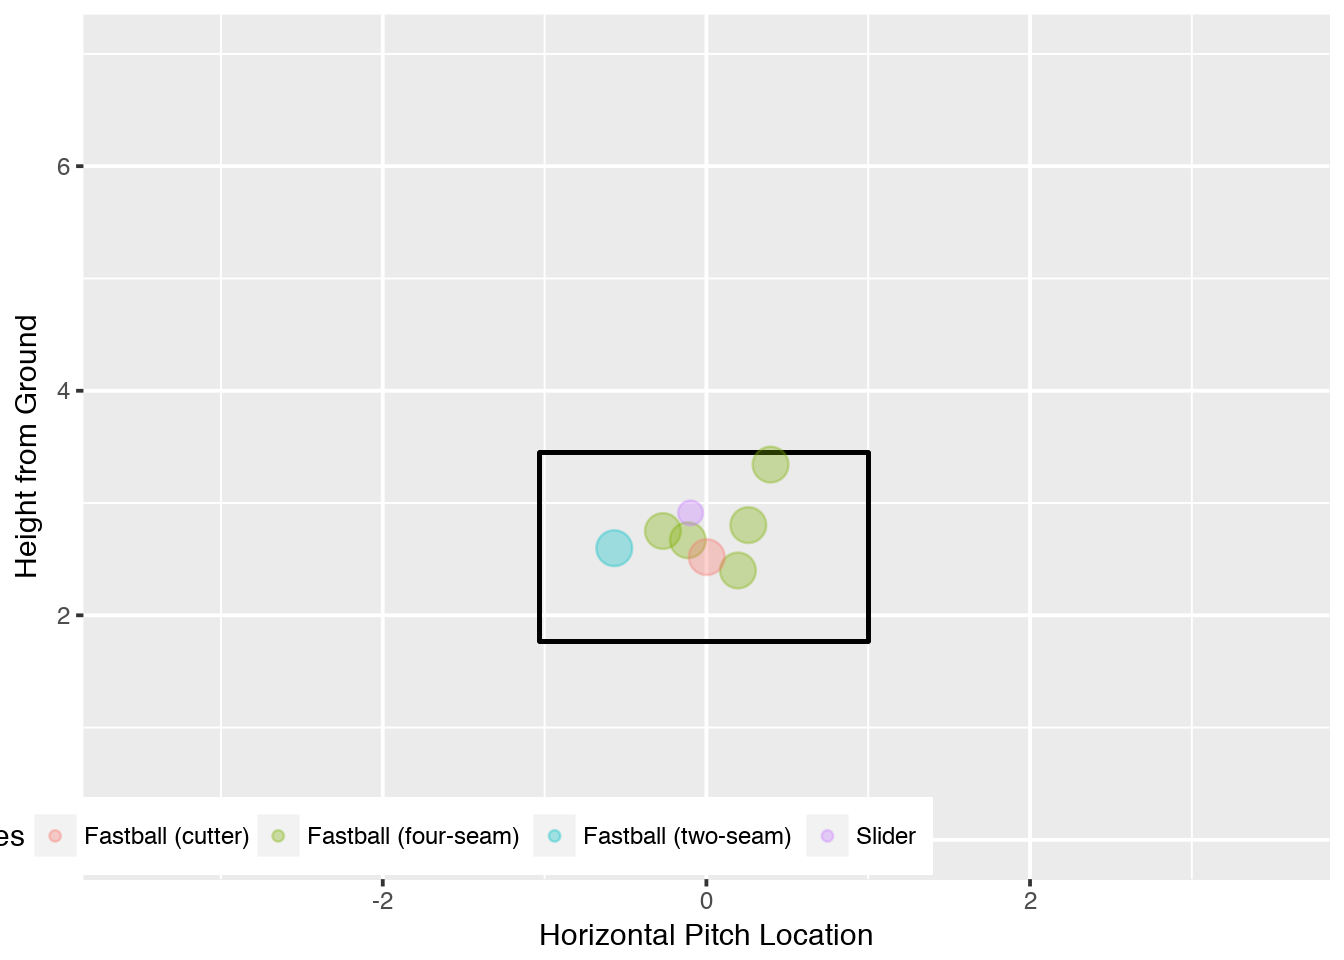 Height from Ground
6
4
2
es Fastball (cutter) Fastball (four-seam) Fastball (two-seam) Slider
-2 0 2
Horizontal Pitch Location